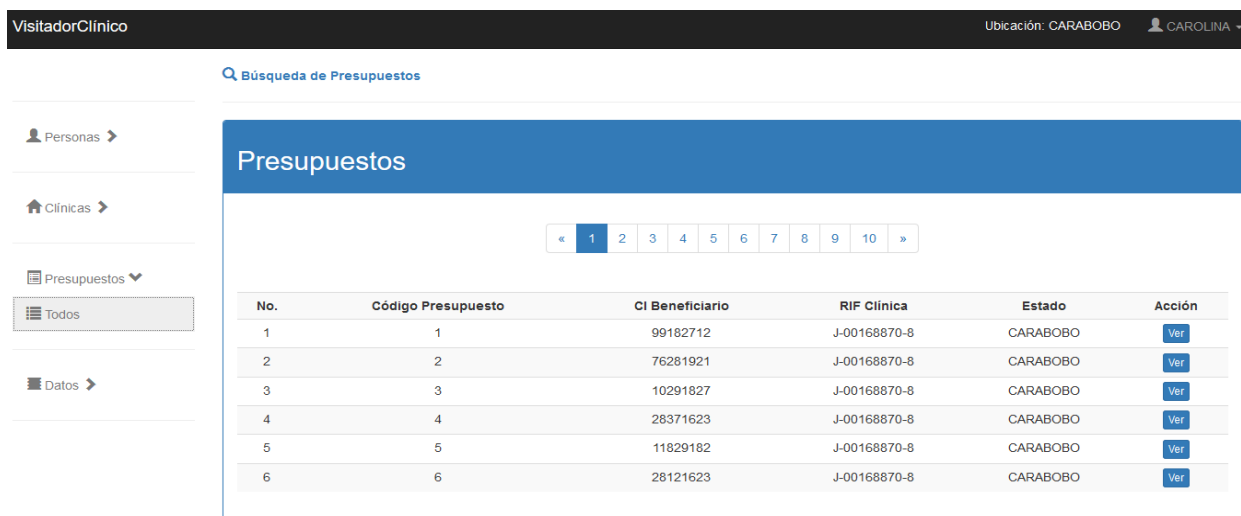 VisitadorClínico
Ubicación: CARABOBO
CAROLINA
Búsqueda de Presupuestos
Personas
Clínicas
Presupuestos
Todos
Datos
Presupuestos
« 1 2 3 4 5 6 7 8 9 10 »
No. Código Presupuesto CI Beneficiario RIF Clínica Estado Acción
1 1 99182712 J-00168870-8 CARABOBO Ver
2 2 76281921 J-00168870-8 CARABOBO Ver
3 3 10291827 J-00168870-8 CARABOBO Ver
4 4 28371623 J-00168870-8 CARABOBO Ver
5 5 11829182 J-00168870-8 CARABOBO Ver
6 6 28121623 J-00168870-8 CARABOBO Ver